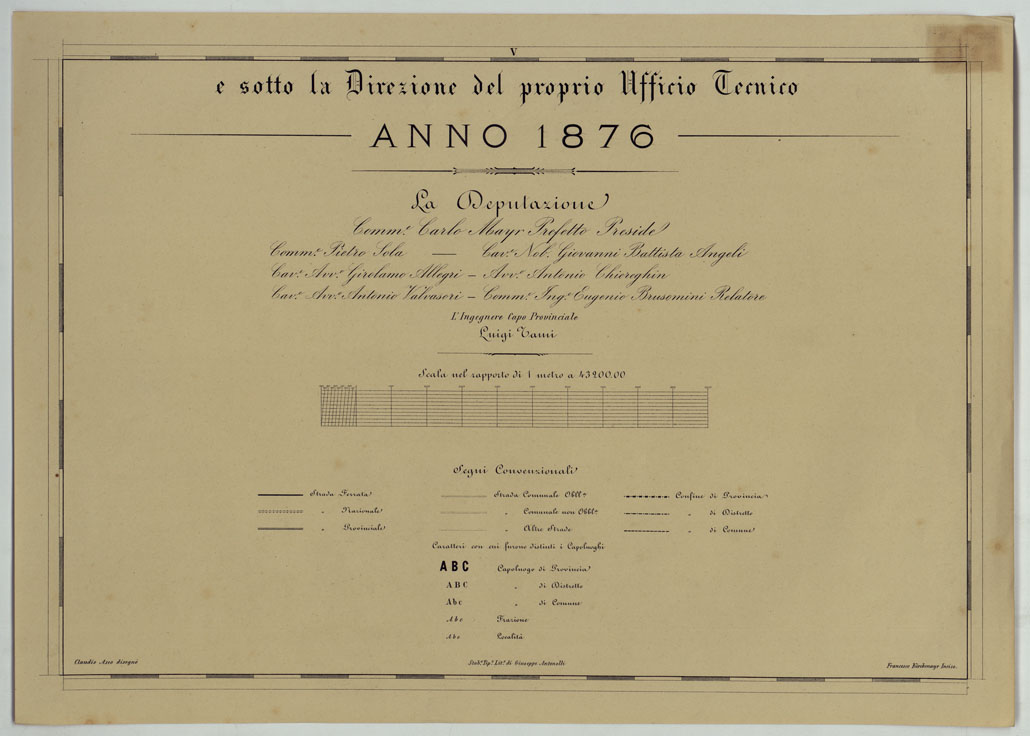 V
e sotto la Direzione del proprio Ufficio Tecnico
ANNO 1876
La Deputazione
Comm.e Carlo Mayr Prefetto Preside
Comm.e Pietro Sola — Cav.e Nob. Giovanni Battista Angeli
Cav.e Avv.o Girolamo Allegri – Avv.o Antonio Chiereghin
Cav.e Avv.o Antonio Valvasori – Comm.e Ing.e Eugenio Brusomini Relatore
L'Ingegnere Capo Provinciale
Luigi Tami
Scala nel rapporto di 1 metro a 43200.00
Segni Convenzionali
Strada Ferrata
„ Nazionale
„ Provinciale
Strada Comunale Obll.a
„ Comunale non Obbl.a
„ Altre Strade
Confine di Provincia
„ di Distretto
„ di Comune
Caratteri con cui furono distinti i Capoluoghi
ABC Capoluogo di Provincia
ABC „ di Distretto
Abc „ di Comune
Abc Frazione
Abc Località
Claudio disegnò
Stab.o Tip.o Lit.o di Giuseppe Antonelli
Francesco Kirchmayr Incise.